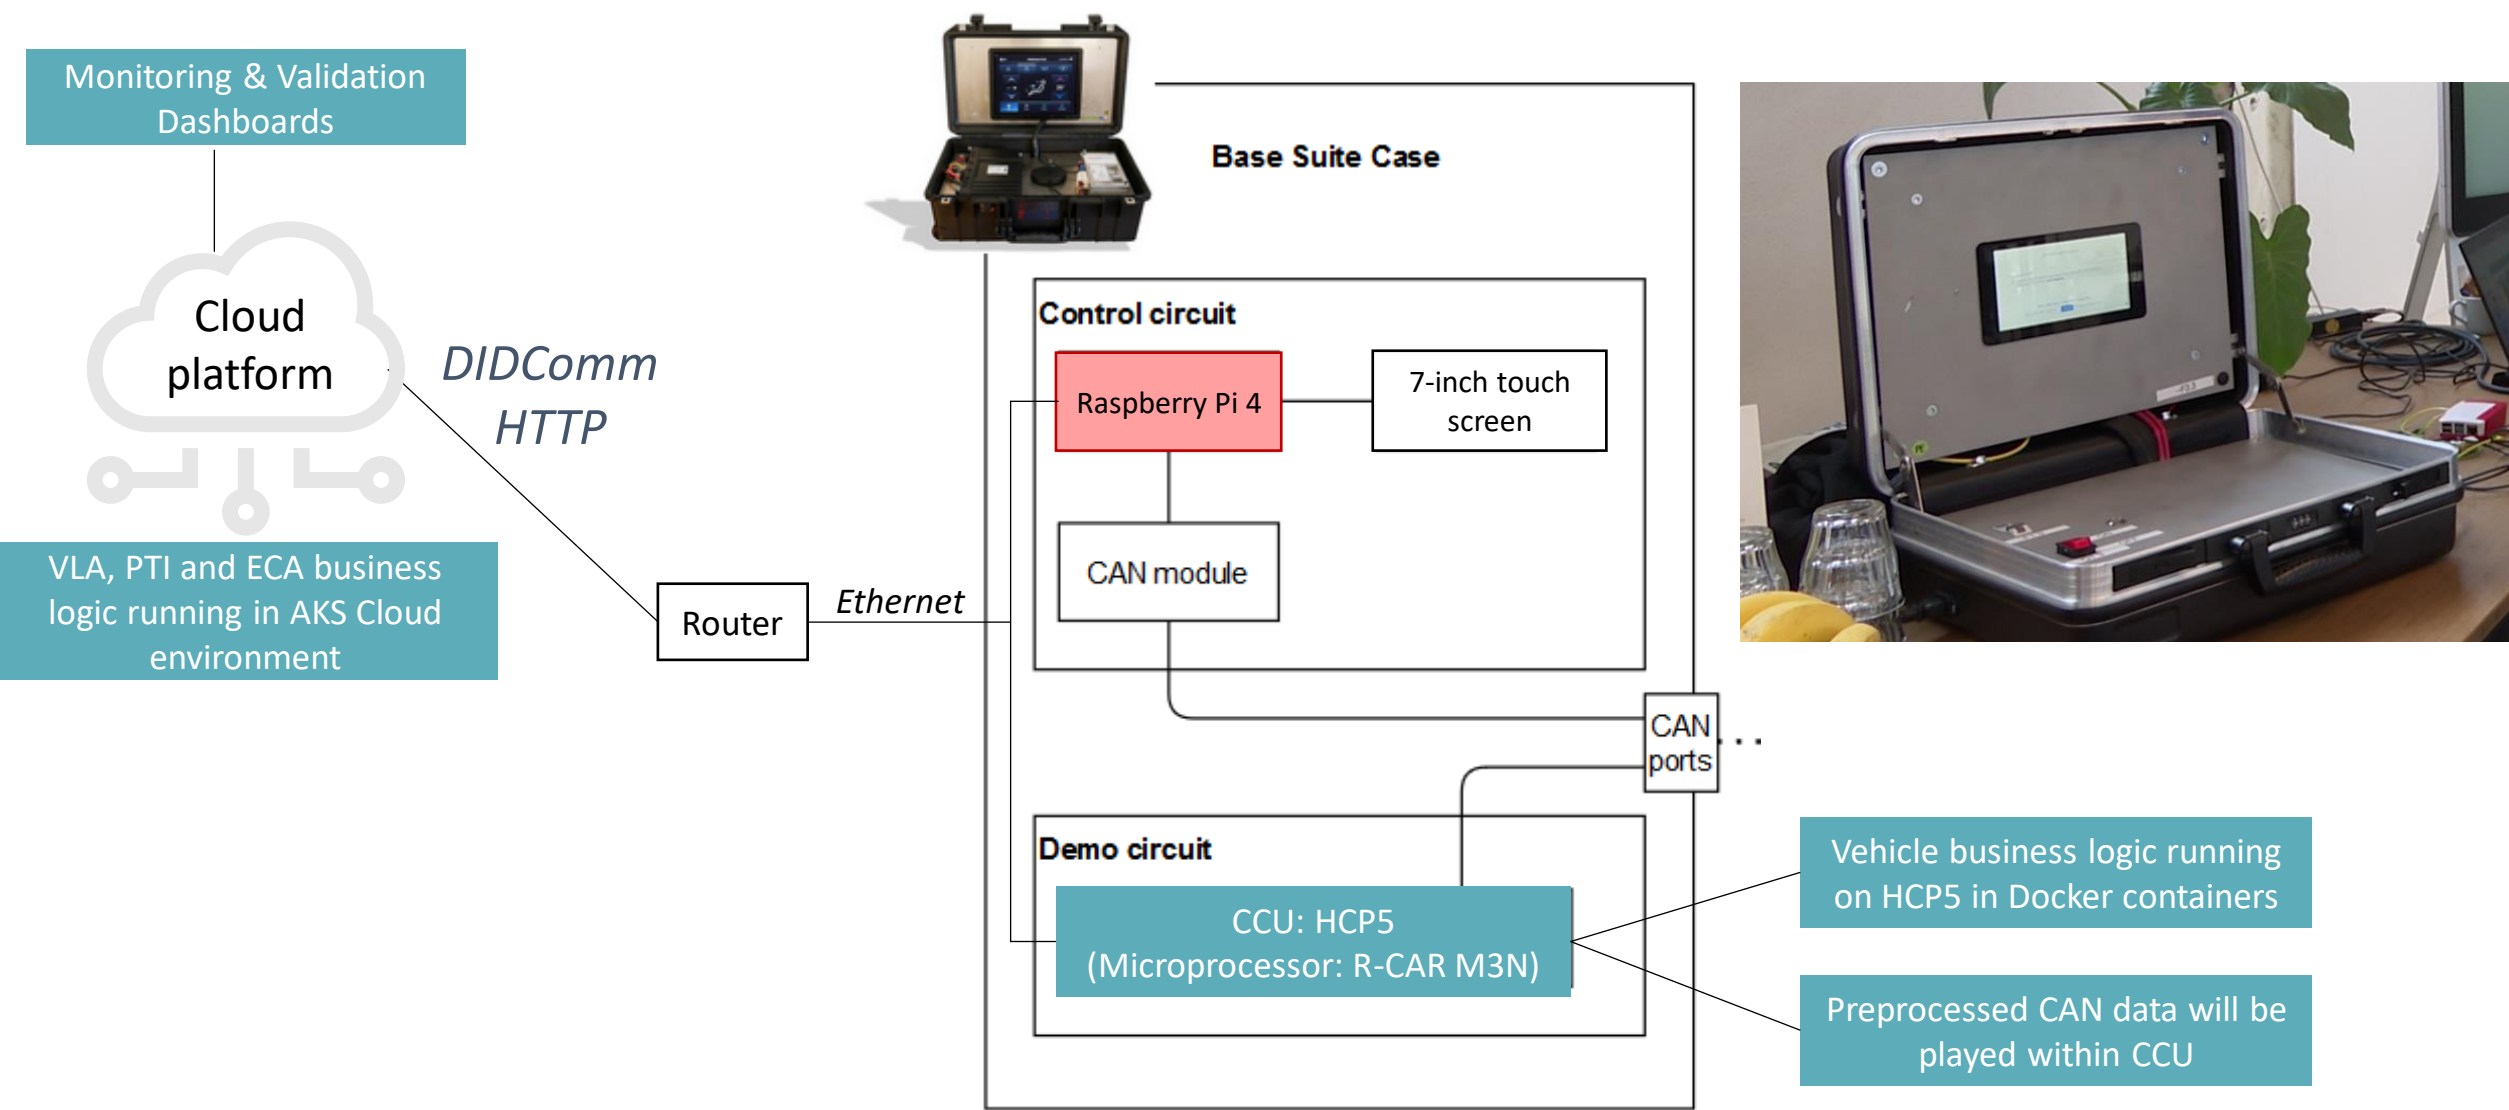 Monitoring & Validation
Dashboards
Cloud
platform
DIDComm
HTTP
VLA, PTI and ECA business
logic running in AKS Cloud
environment
Router
Ethernet
Base Suite Case
Control circuit
Raspberry Pi 4
7-inch touch
screen
CAN module
CAN
ports
...
Demo circuit
CCU: HCP5
(Microprocessor: R-CAR M3N)
Vehicle business logic running
on HCP5 in Docker containers
Preprocessed CAN data will be
played within CCU